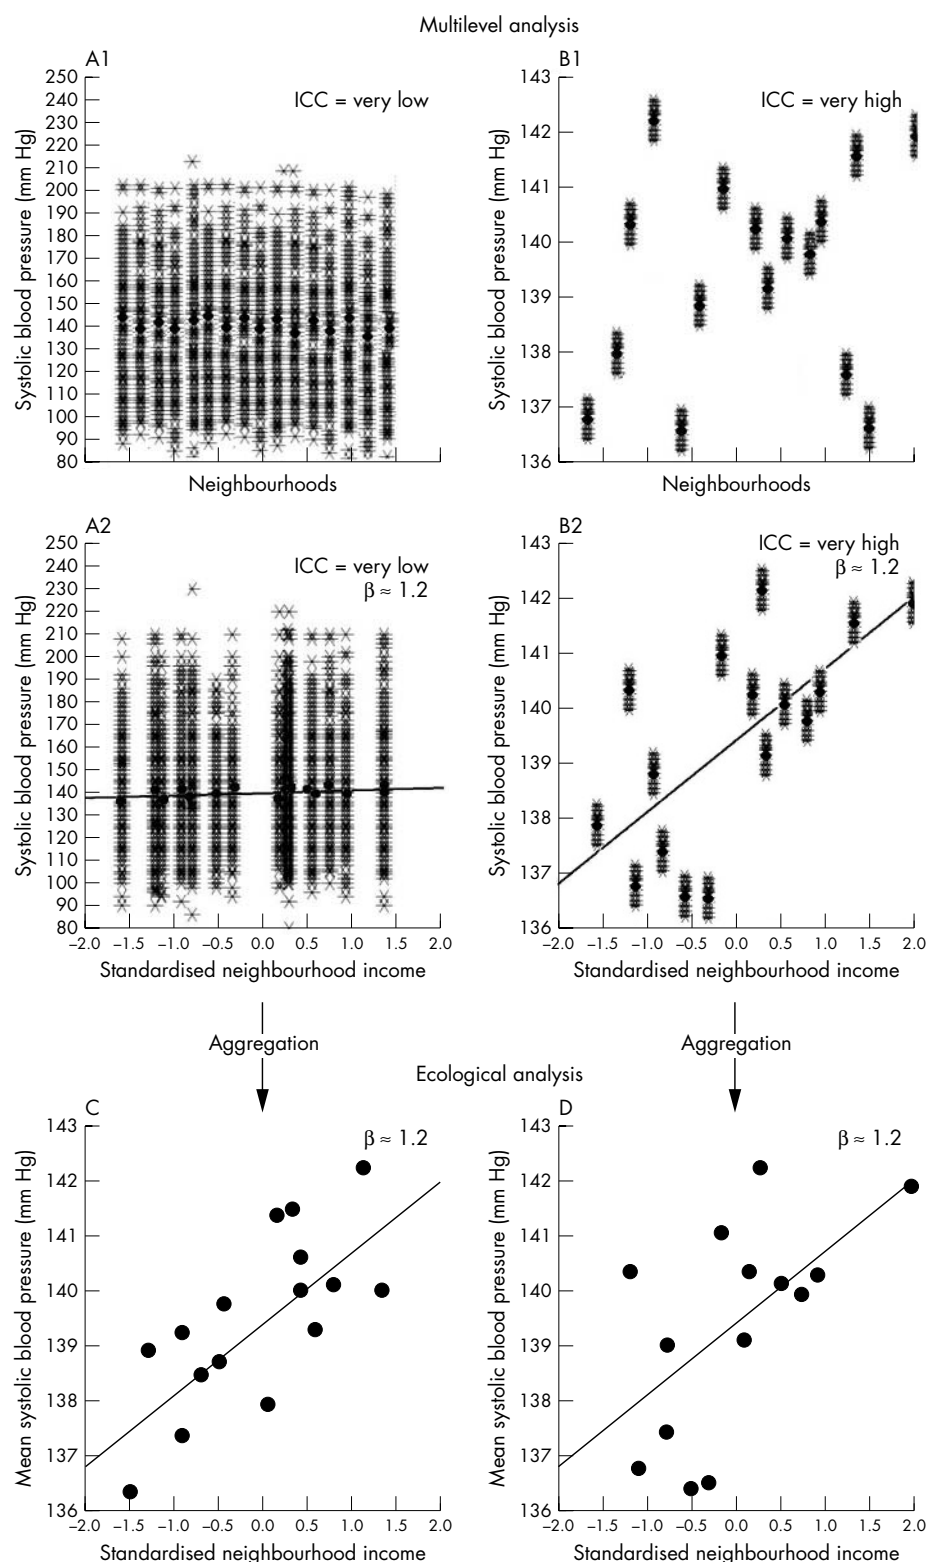 Multilevel analysis
A1
ICC = very low
Systolic blood pressure (mm Hg)
250
240
230
220
210
200
190
180
170
160
150
140
130
120
110
100
90
80
Neighbourhoods
B1
ICC = very high
Systolic blood pressure (mm Hg)
143
142
141
140
139
138
137
136
Neighbourhoods
A2
ICC = very low
β ≈ 1.2
Systolic blood pressure (mm Hg)
250
240
230
220
210
200
190
180
170
160
150
140
130
120
110
100
90
80
–2.0 –1.5 –1.0 –0.5 0.0 0.5 1.0 1.5 2.0
Standardised neighbourhood income
B2
ICC = very high
β ≈ 1.2
Systolic blood pressure (mm Hg)
143
142
141
140
139
138
137
136
–2.0 –1.5 –1.0 –0.5 0.0 0.5 1.0 1.5 2.0
Standardised neighbourhood income
Aggregation
Aggregation
Ecological analysis
C
β ≈ 1.2
Mean systolic blood pressure (mm Hg)
143
142
141
140
139
138
137
136
–2.0 –1.5 –1.0 –0.5 0.0 0.5 1.0 1.5 2.0
Standardised neighbourhood income
D
β ≈ 1.2
Mean systolic blood pressure (mm Hg)
143
142
141
140
139
138
137
136
–2.0 –1.5 –1.0 –0.5 0.0 0.5 1.0 1.5 2.0
Standardised neighbourhood income